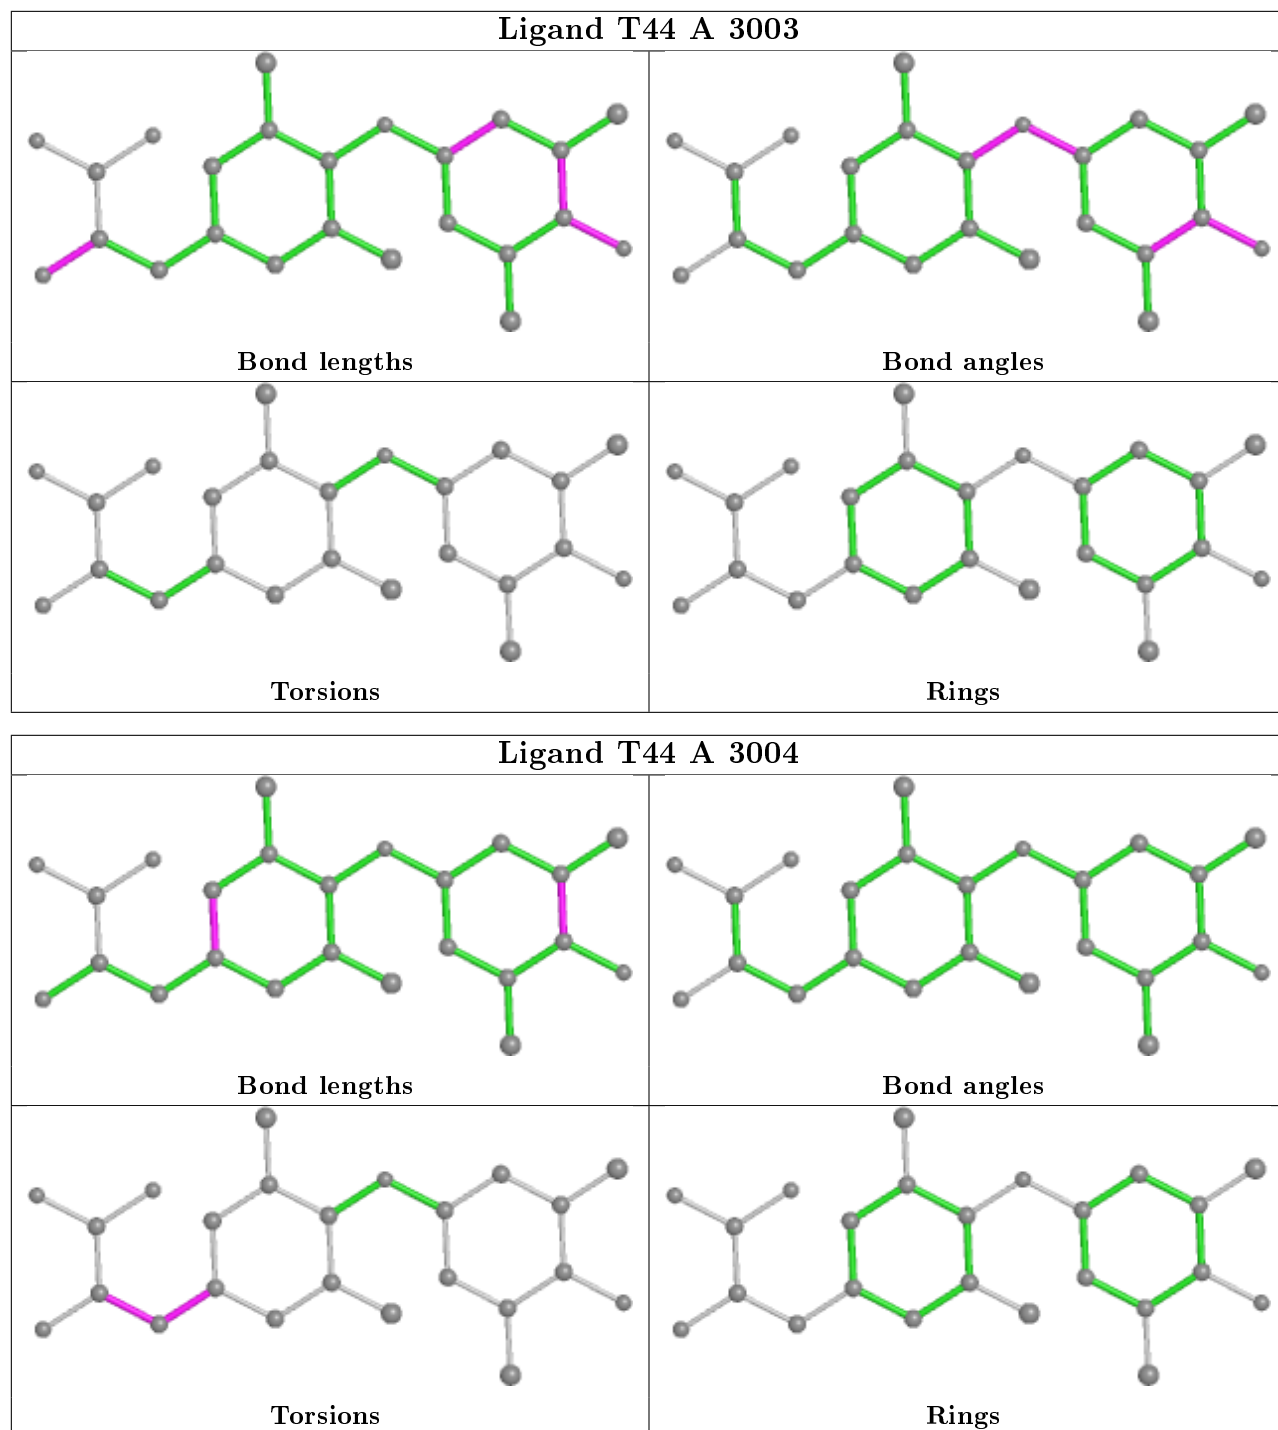 Ligand T44 A 3003
Bond lengths
Bond angles
Torsions
Rings
Ligand T44 A 3004
Bond lengths
Bond angles
Torsions
Rings